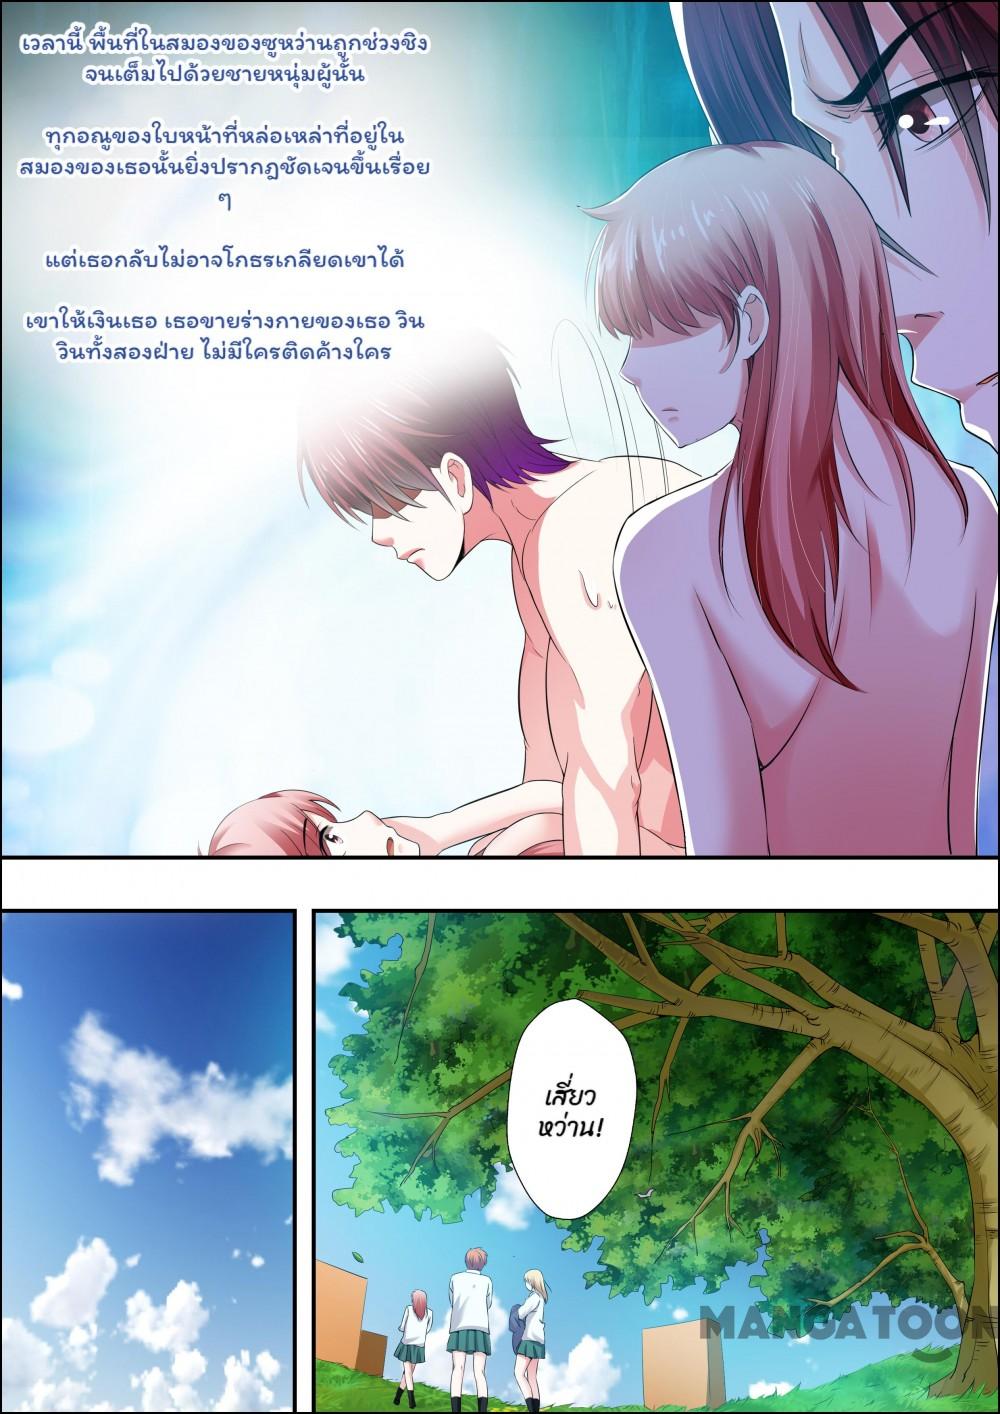 เวลานี้ พื้นที่ในสมองของซูหว่านถูกช่วงชิง
จนเต็มไปด้วยชายหนุ่มผู้นั้น
ทุกอณูของใบหน้าที่หล่อเหล่าที่อยู่ใน
สมองของเธอนั้นยิ่งปรากฏชัดเจนขึ้นเรื่อย
ๆ
แต่เธอกลับไม่อาจโกธรเกลียดเขาได้
เขาให้เงินเธอ เธอขายร่างกายของเธอ วิน
วินทั้งสองฝ่าย ไม่มีใครติดค้างใคร
เสี่ยว
หว่าน!
MANGATOON